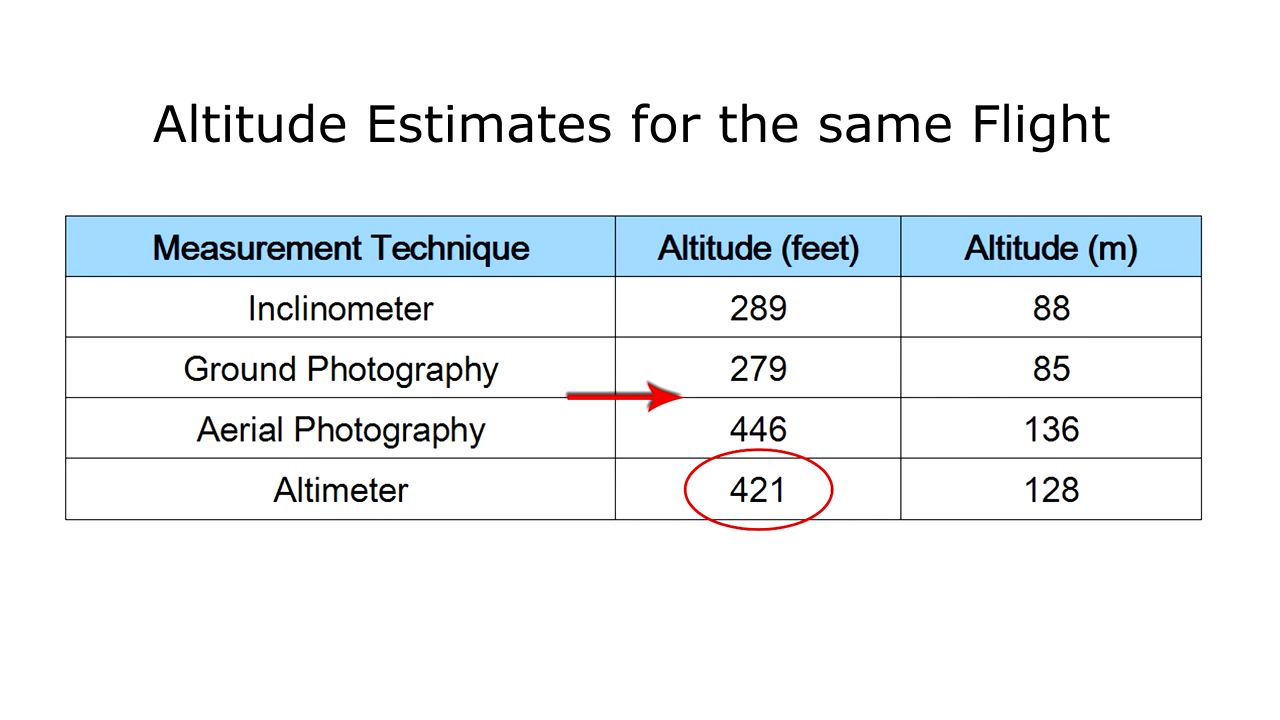 Altitude Estimates for the same Flight
Measurement Technique Altitude (feet) Altitude (m)
Inclinometer 289 88
Ground Photography 279 85
Aerial Photography 446 136
Altimeter 421 128